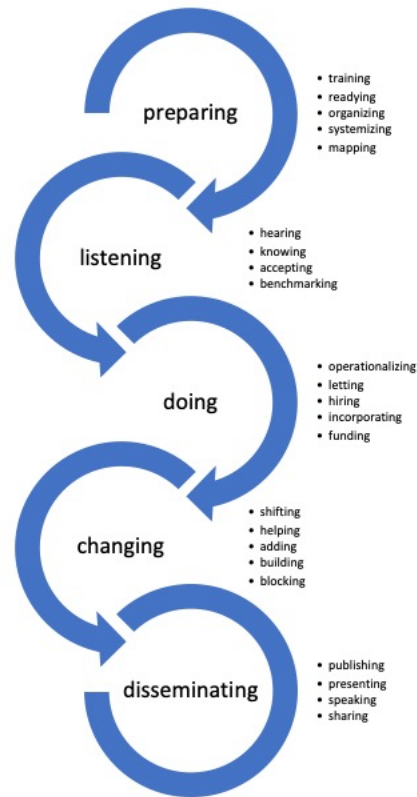 preparing
• training
• readying
• organizing
• systemizing
• mapping
listening
• hearing
• knowing
• accepting
• benchmarking
doing
• operationalizing
• letting
• hiring
• incorporating
• funding
changing
• shifting
• helping
• adding
• building
• blocking
disseminating
• publishing
• presenting
• speaking
• sharing